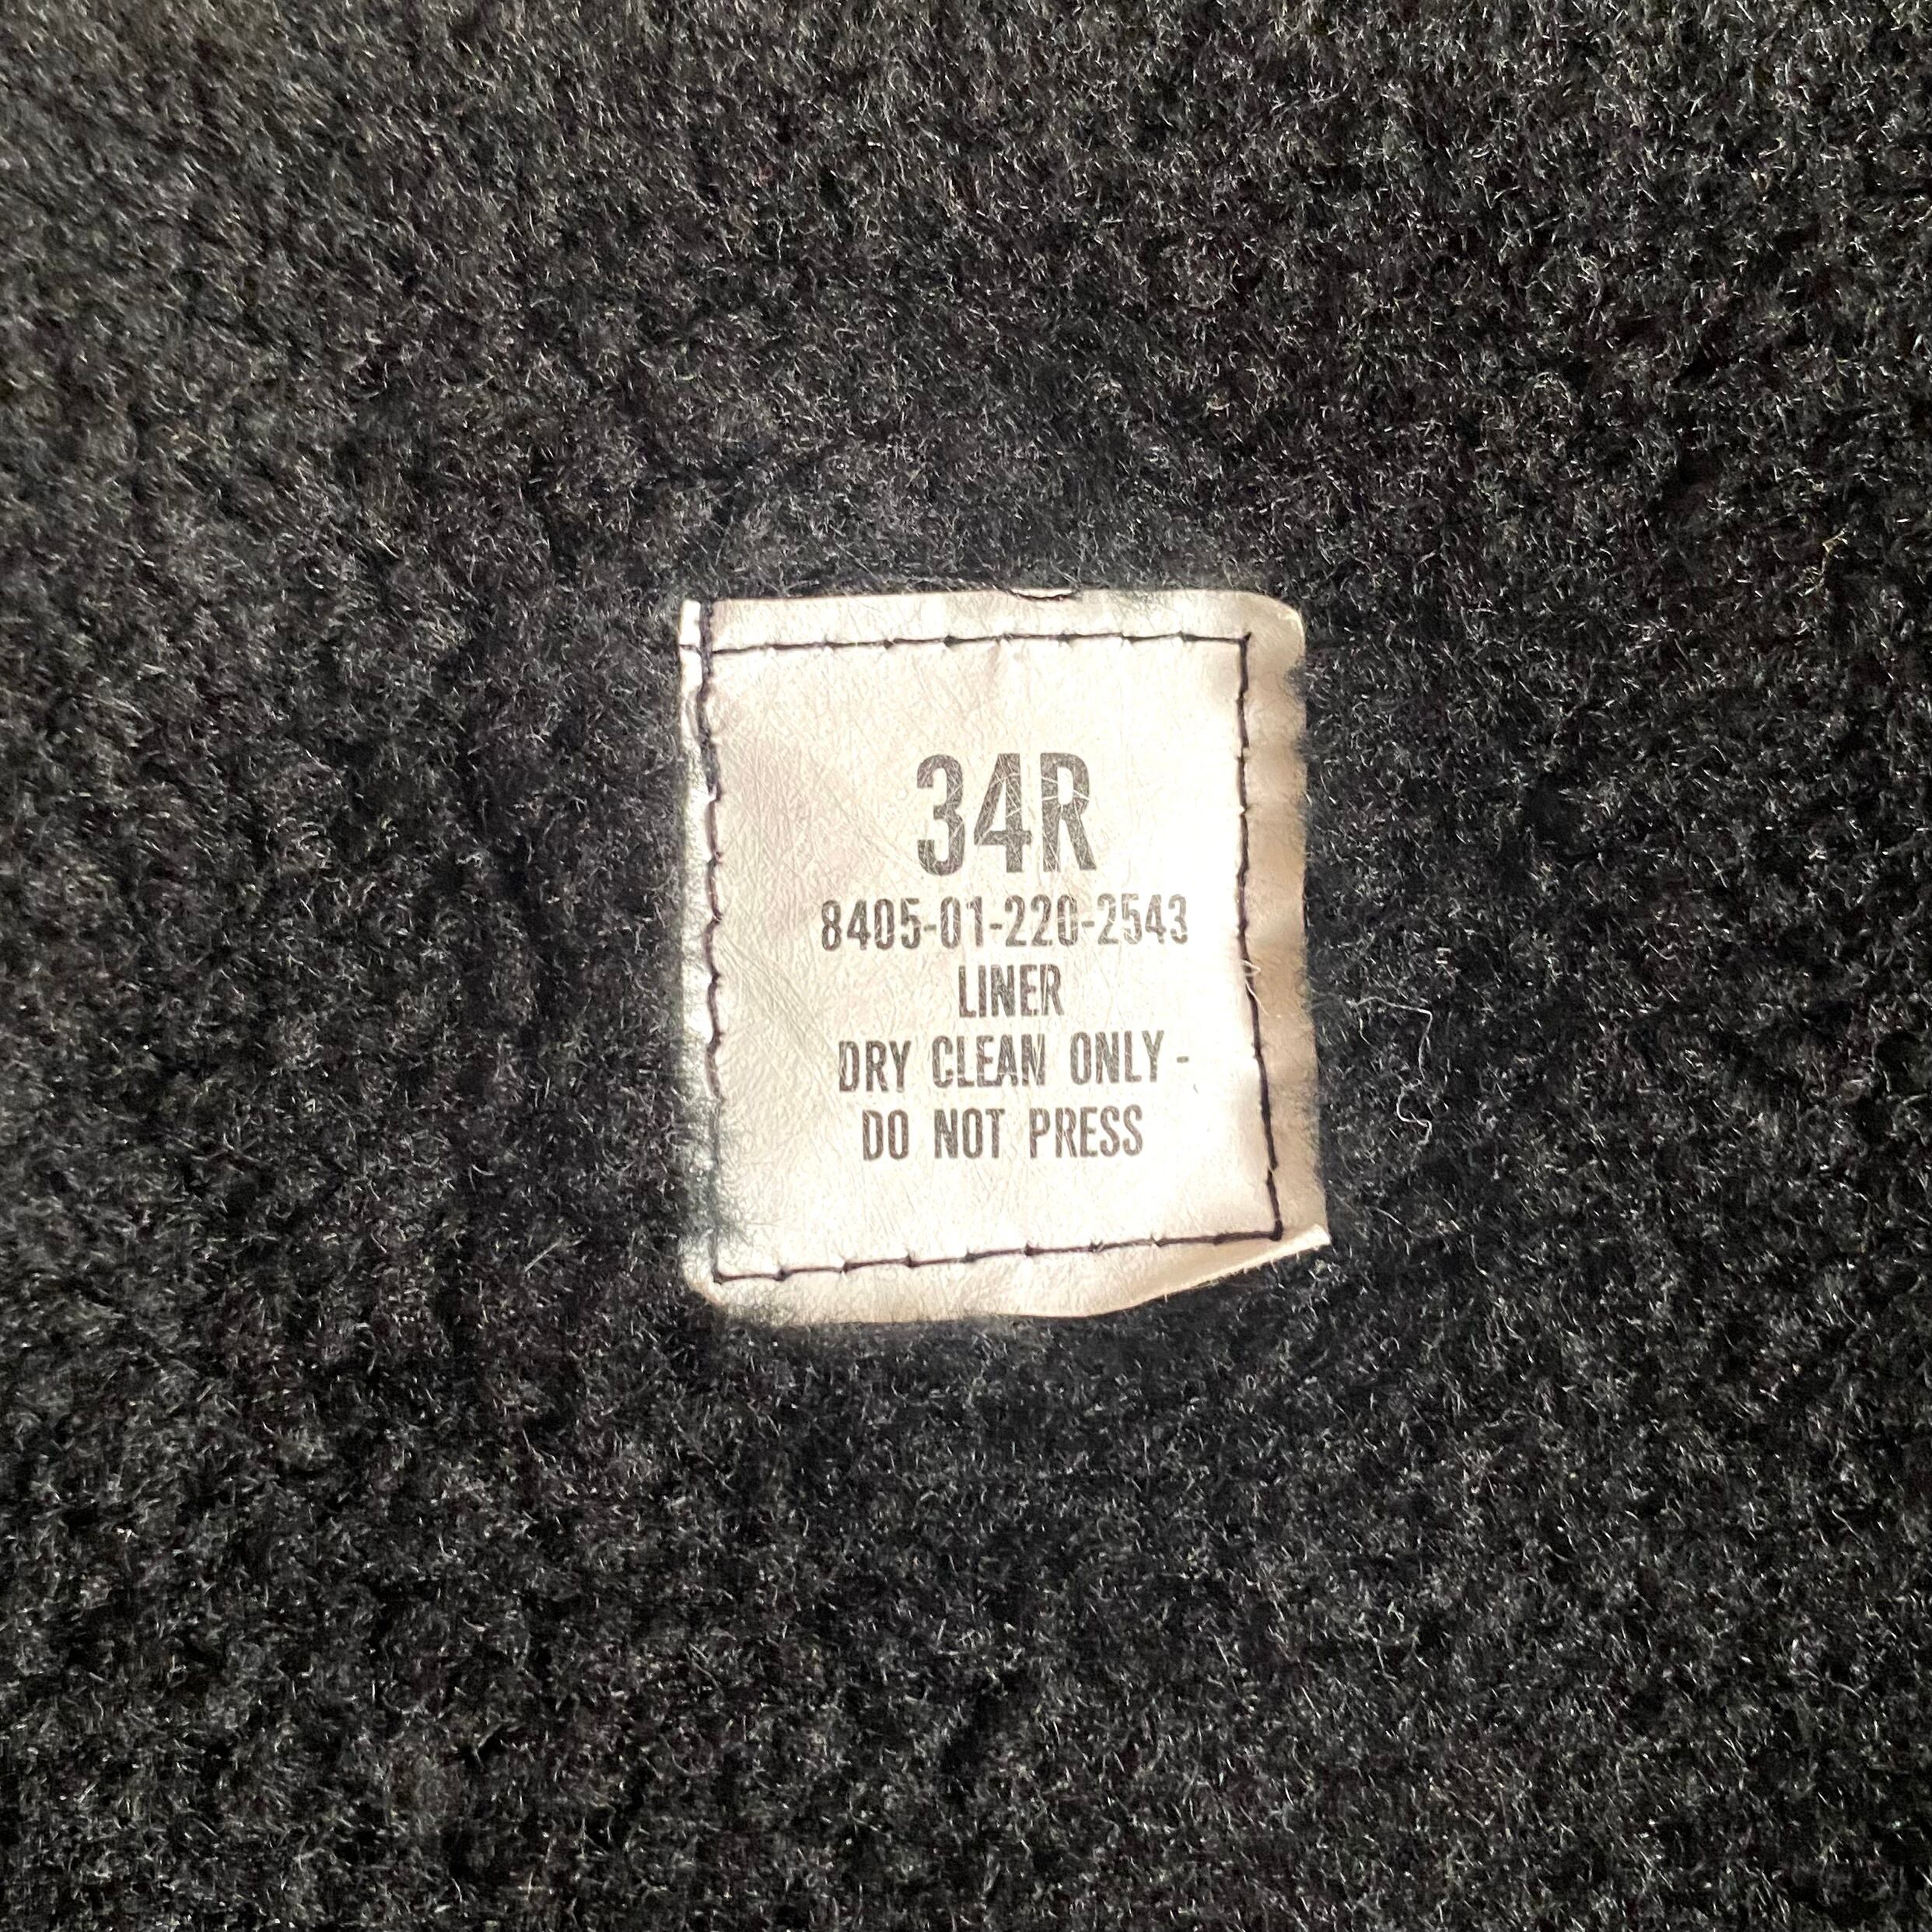 34R
8405-01-220-2543
LINER
DRY CLEAN ONLY -
DO NOT PRESS